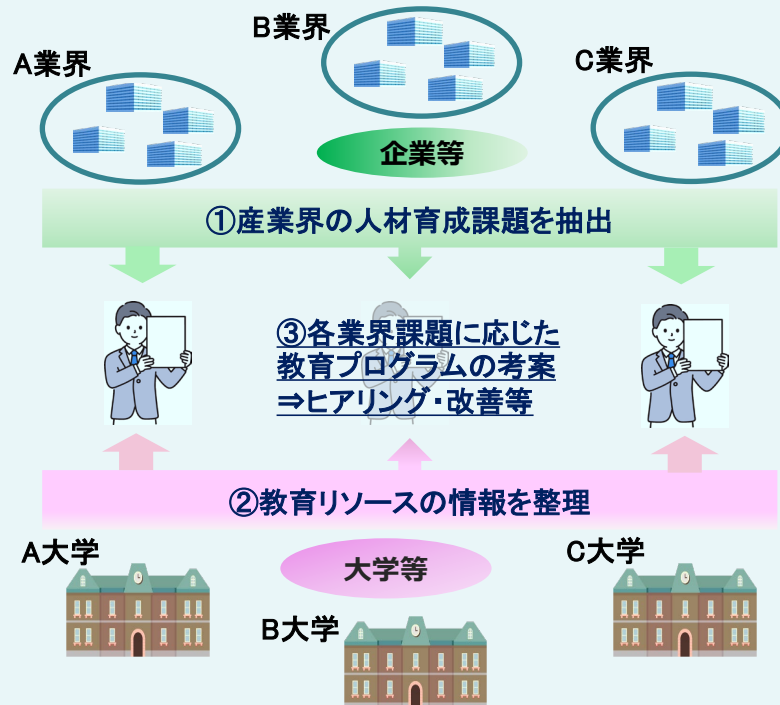 B業界
A業界
C業界
企業等
①産業界の人材育成課題を抽出
③各業界課題に応じた
教育プログラムの考案
⇒ヒアリング・改善等
②教育リソースの情報を整理
A大学
大学等
C大学
B大学